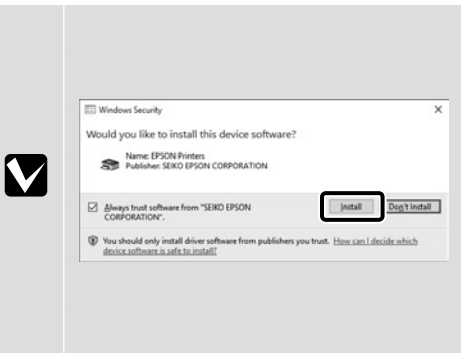 Windows Security
Would you like to install this device software?
Name: EPSON Printers
Publisher: SEIKO EPSON CORPORATION
Always trust software from "SEIKO EPSON
CORPORATION".
Install
Don't Install
You should only install driver software from publishers you trust. How can I decide which
device software is safe to install?